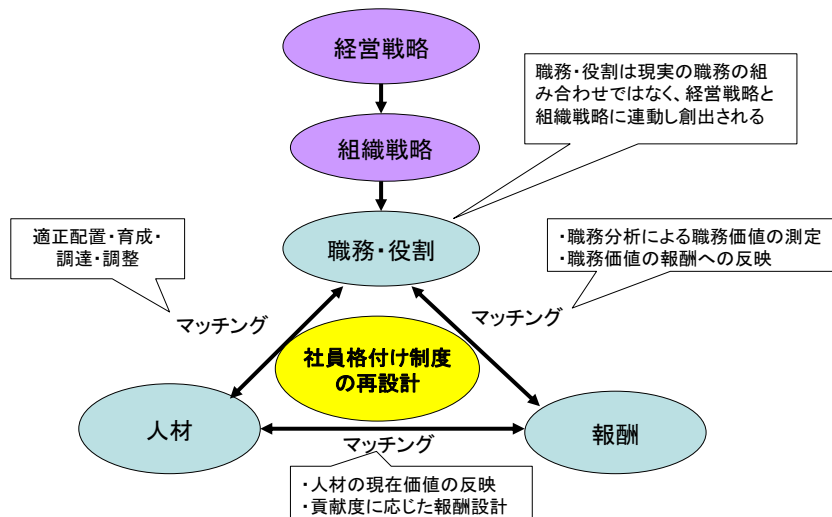 経営戦略
職務・役割は現実の職務の組
み合わせではなく、経営戦略と
組織戦略に連動し創出される
組織戦略
適正配置・育成・
調達・調整
職務・役割
・職務分析による職務価値の測定
・職務価値の報酬への反映
マッチング
マッチング
社員格付け制度
の再設計
人材
報酬
マッチング
・人材の現在価値の反映
・貢献度に応じた報酬設計